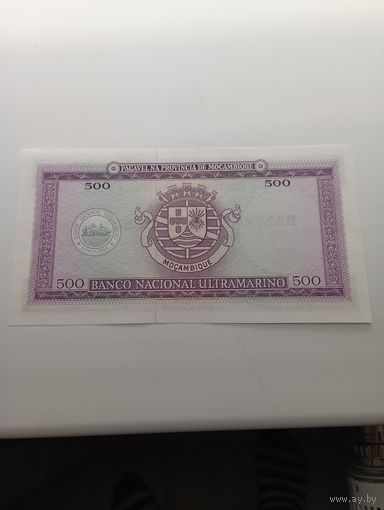 PAGAVEL NA PROVINCIA DE MOÇAMBIQUE
500 500
MOÇAMBIQUE
500 BANCO NACIONAL ULTRAMARINO 500
www.ay.by